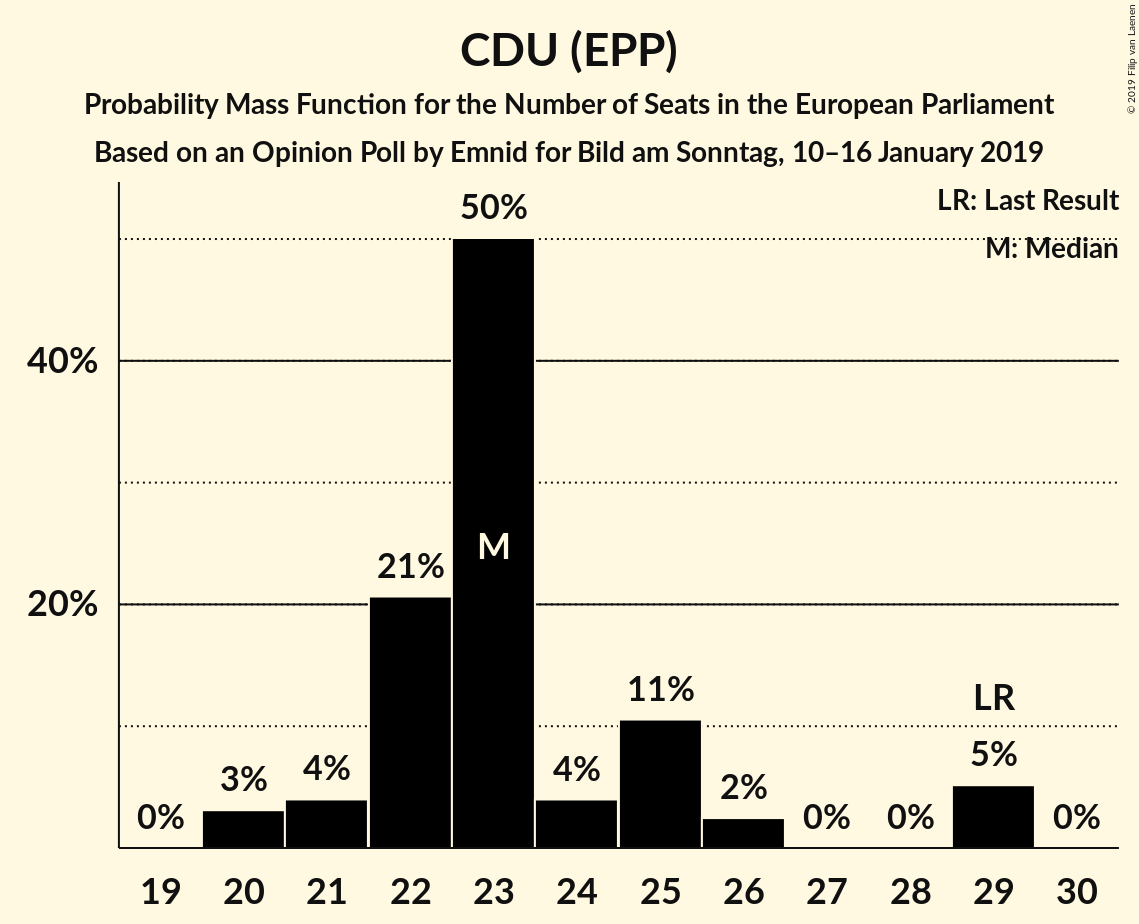 CDU (EPP)
Probability Mass Function for the Number of Seats in the European Parliament
Based on an Opinion Poll by Emnid for Bild am Sonntag, 10–16 January 2019
© 2019 Filip van Laenen
LR: Last Result
M: Median
50%
40%
M
21%
20%
11%
LR
5%
4%
4%
3%
2%
0%
0%
0%
0%
19 20 21 22 23 24 25 26 27 28 29 30